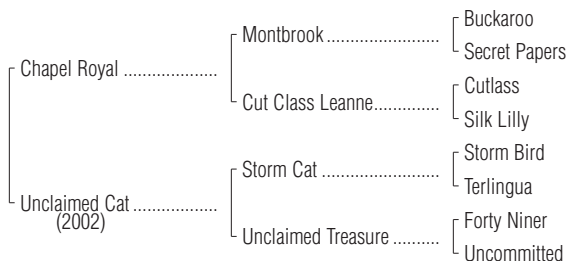 Buckaroo
Montbrook ........................
Secret Papers
Chapel Royal ....................
Cutlass
Cut Class Leanne..............
Silk Lilly
Storm Bird
Storm Cat .........................
Terlingua
Unclaimed Cat ..................
(2002)
Forty Niner
Unclaimed Treasure ..........
Uncommitted